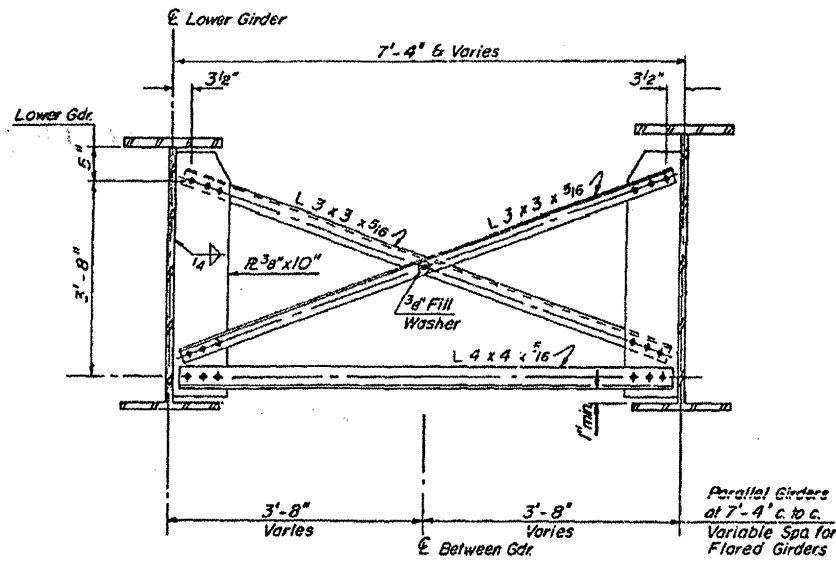 ℄ Lower Girder
7'-4" & Varies
3½"
3½"
Lower Gdr.
5"
L 3 x 3 x 5/16
L 3 x 3 x 5/16
3'-8"
1/4
PL 3/8"x10"
3/8" Fill
Washer
L 4 x 4 x 5/16
1" min.
3'-8"
Varies
3'-8"
Varies
℄ Between Gdr.
Parallel Girders
at 7'-4" c. to c.
Variable Spa. for
Flared Girders